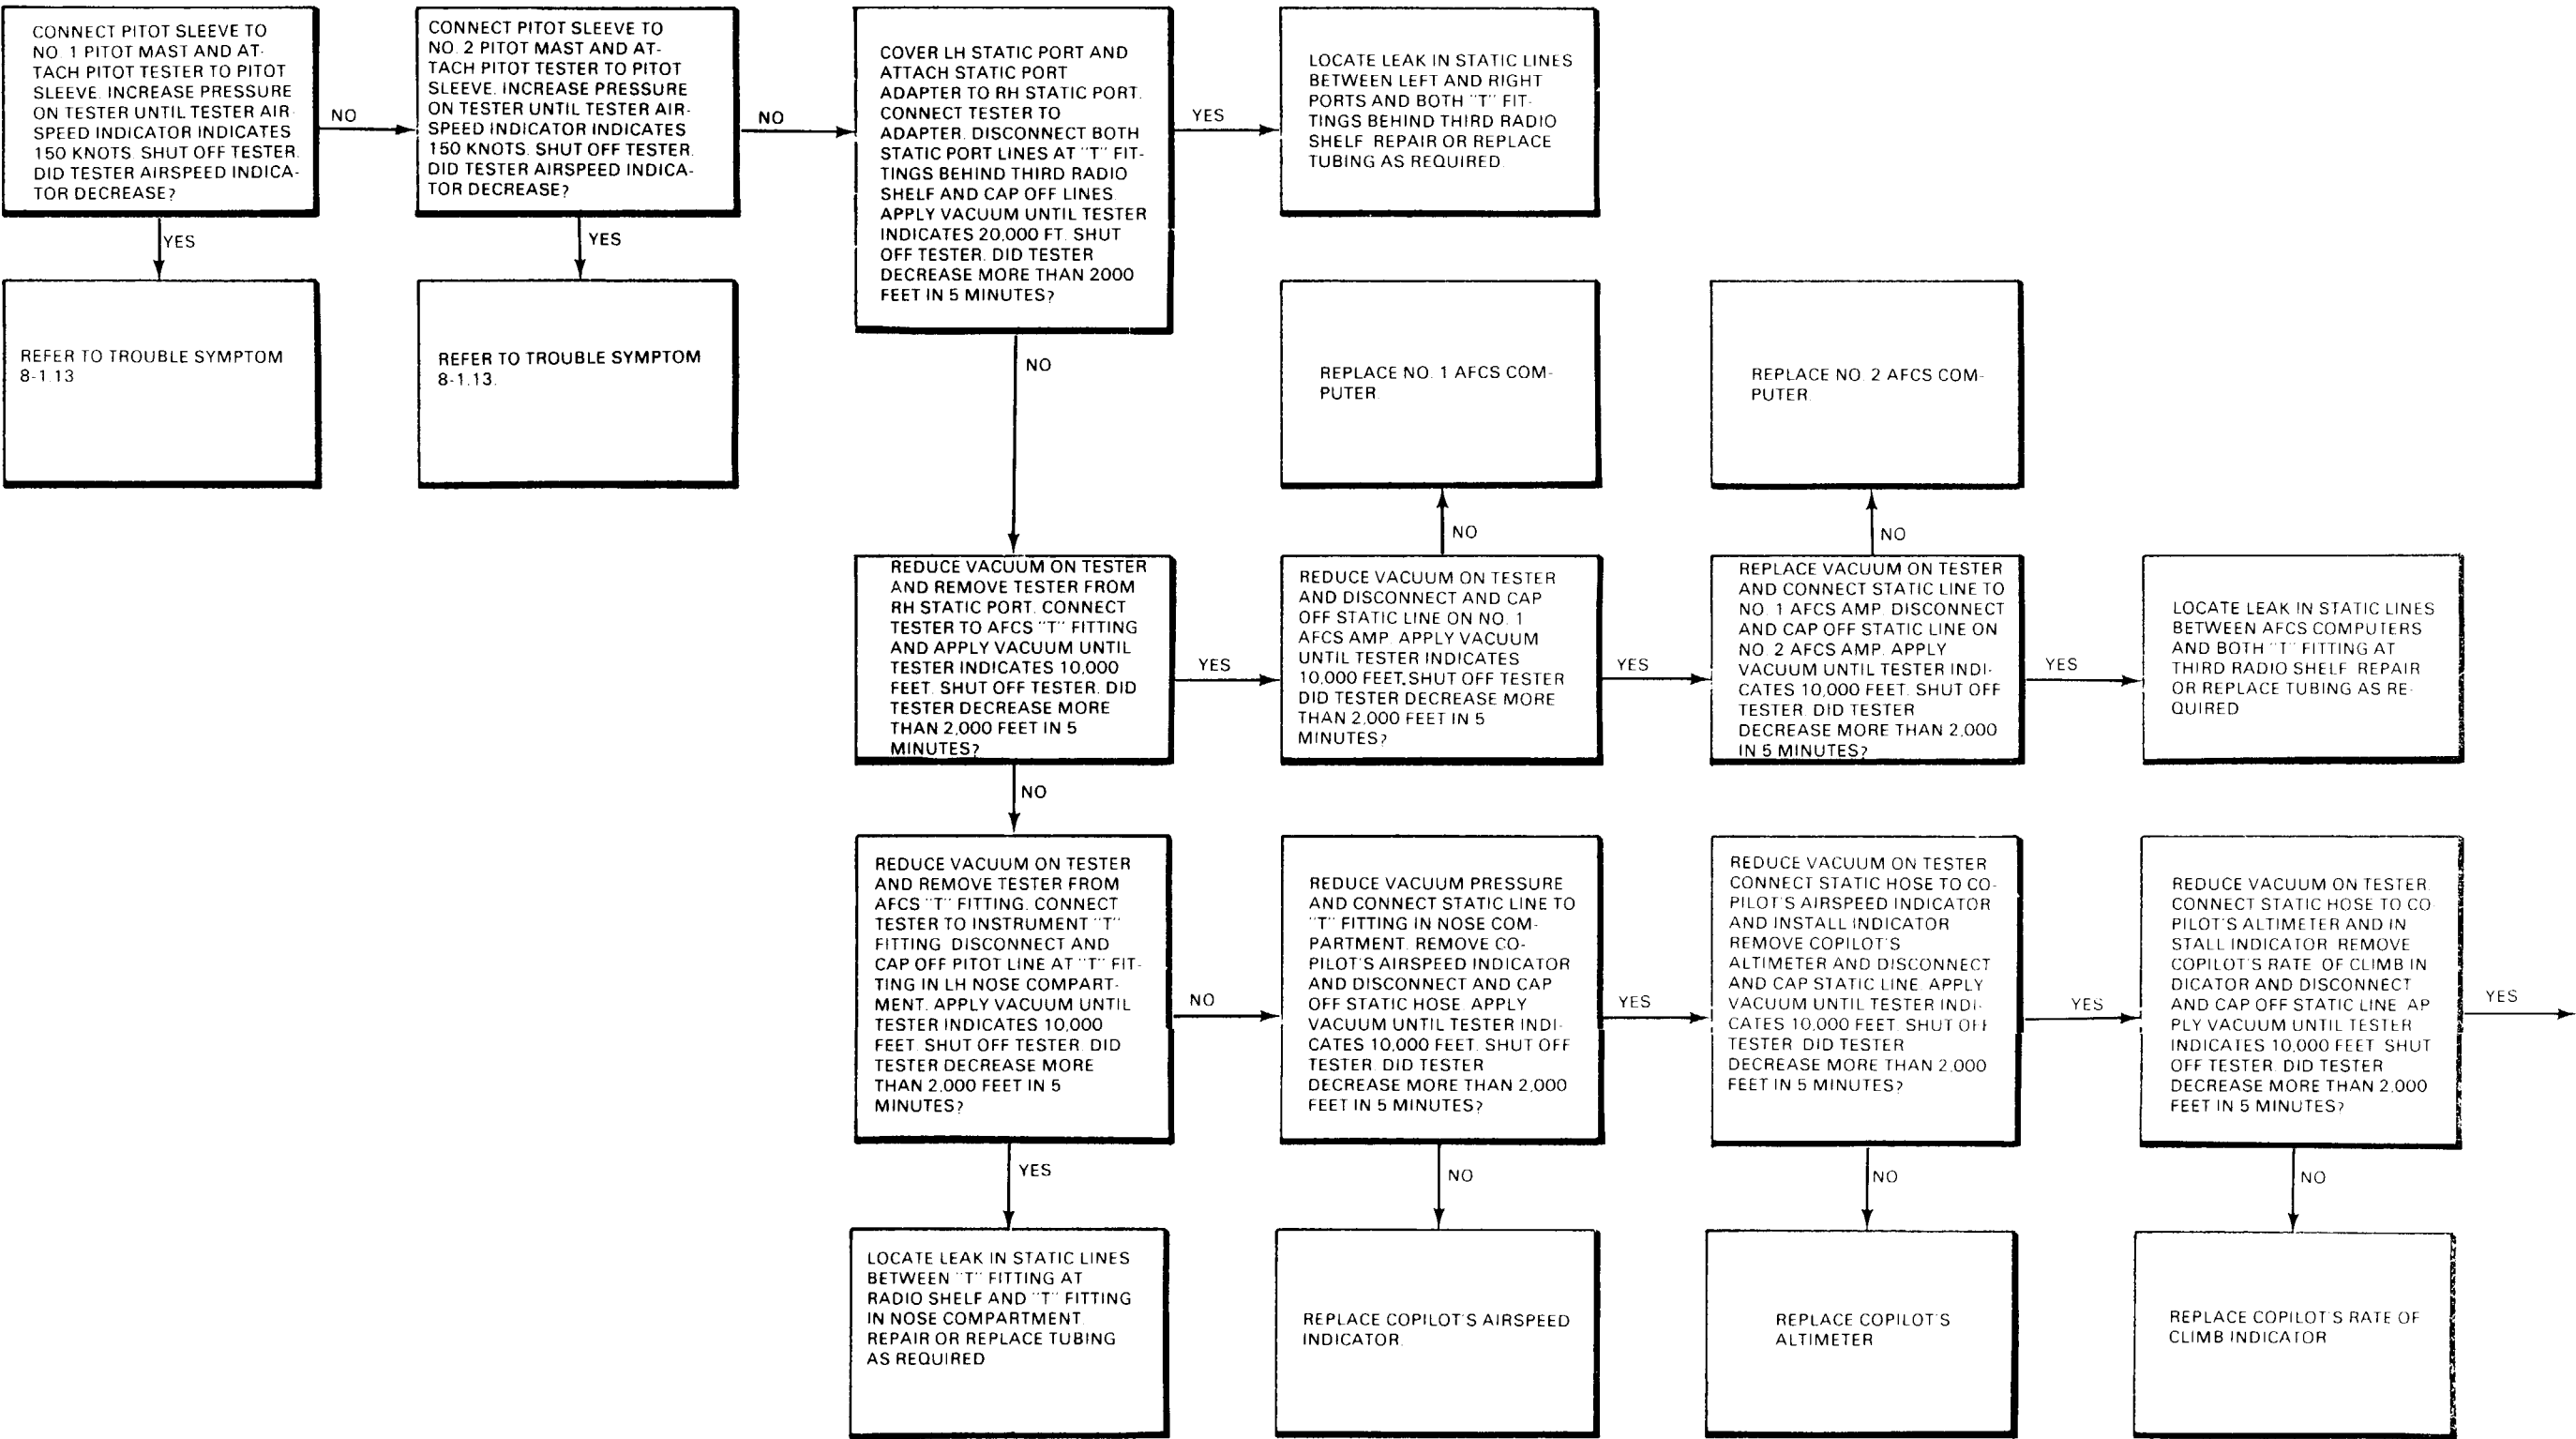 CONNECT PITOT SLEEVE TO
NO. 1 PITOT MAST AND AT-
TACH PITOT TESTER TO PITOT
SLEEVE. INCREASE PRESSURE
ON TESTER UNTIL TESTER AIR-
SPEED INDICATOR INDICATES
150 KNOTS. SHUT OFF TESTER.
DID TESTER AIRSPEED INDICA-
TOR DECREASE?
NO
CONNECT PITOT SLEEVE TO
NO. 2 PITOT MAST AND AT-
TACH PITOT TESTER TO PITOT
SLEEVE. INCREASE PRESSURE
ON TESTER UNTIL TESTER AIR-
SPEED INDICATOR INDICATES
150 KNOTS. SHUT OFF TESTER.
DID TESTER AIRSPEED INDICA-
TOR DECREASE?
NO
COVER LH STATIC PORT AND
ATTACH STATIC PORT
ADAPTER TO RH STATIC PORT.
CONNECT TESTER TO
ADAPTER. DISCONNECT BOTH
STATIC PORT LINES AT "T" FIT-
TINGS BEHIND THIRD RADIO
SHELF AND CAP OFF LINES
APPLY VACUUM UNTIL TESTER
INDICATES 20,000 FT. SHUT
OFF TESTER. DID TESTER
DECREASE MORE THAN 2000
FEET IN 5 MINUTES?
YES
LOCATE LEAK IN STATIC LINES
BETWEEN LEFT AND RIGHT
PORTS AND BOTH "T" FIT-
TINGS BEHIND THIRD RADIO
SHELF REPAIR OR REPLACE
TUBING AS REQUIRED.
YES
YES
REFER TO TROUBLE SYMPTOM
8-1.13
REFER TO TROUBLE SYMPTOM
8-1.13.
NO
REPLACE NO. 1 AFCS COM-
PUTER.
REPLACE NO. 2 AFCS COM-
PUTER.
NO
NO
REDUCE VACUUM ON TESTER
AND REMOVE TESTER FROM
RH STATIC PORT. CONNECT
TESTER TO AFCS "T" FITTING
AND APPLY VACUUM UNTIL
TESTER INDICATES 10,000
FEET. SHUT OFF TESTER. DID
TESTER DECREASE MORE
THAN 2,000 FEET IN 5
MINUTES?
YES
REDUCE VACUUM ON TESTER
AND DISCONNECT AND CAP
OFF STATIC LINE ON NO. 1
AFCS AMP. APPLY VACUUM
UNTIL TESTER INDICATES
10,000 FEET. SHUT OFF TESTER
DID TESTER DECREASE MORE
THAN 2,000 FEET IN 5
MINUTES?
YES
REPLACE VACUUM ON TESTER
AND CONNECT STATIC LINE TO
NO. 1 AFCS AMP. DISCONNECT
AND CAP OFF STATIC LINE ON
NO. 2 AFCS AMP. APPLY
VACUUM UNTIL TESTER INDI-
CATES 10,000 FEET. SHUT OFF
TESTER. DID TESTER
DECREASE MORE THAN 2,000
IN 5 MINUTES?
YES
LOCATE LEAK IN STATIC LINES
BETWEEN AFCS COMPUTERS
AND BOTH "T" FITTING AT
THIRD RADIO SHELF REPAIR
OR REPLACE TUBING AS RE-
QUIRED
NO
REDUCE VACUUM ON TESTER
AND REMOVE TESTER FROM
AFCS "T" FITTING. CONNECT
TESTER TO INSTRUMENT "T"
FITTING DISCONNECT AND
CAP OFF PITOT LINE AT "T" FIT-
TING IN LH NOSE COMPART-
MENT. APPLY VACUUM UNTIL
TESTER INDICATES 10,000
FEET. SHUT OFF TESTER. DID
TESTER DECREASE MORE
THAN 2,000 FEET IN 5
MINUTES?
NO
REDUCE VACUUM PRESSURE
AND CONNECT STATIC LINE TO
"T" FITTING IN NOSE COM-
PARTMENT. REMOVE CO-
PILOT'S AIRSPEED INDICATOR
AND DISCONNECT AND CAP
OFF STATIC HOSE. APPLY
VACUUM UNTIL TESTER INDI-
CATES 10,000 FEET. SHUT OFF
TESTER. DID TESTER
DECREASE MORE THAN 2,000
FEET IN 5 MINUTES?
YES
REDUCE VACUUM ON TESTER
CONNECT STATIC HOSE TO CO-
PILOT'S AIRSPEED INDICATOR
AND INSTALL INDICATOR
REMOVE COPILOT'S
ALTIMETER AND DISCONNECT
AND CAP STATIC LINE. APPLY
VACUUM UNTIL TESTER INDI-
CATES 10,000 FEET. SHUT OFF
TESTER DID TESTER
DECREASE MORE THAN 2,000
FEET IN 5 MINUTES?
YES
REDUCE VACUUM ON TESTER.
CONNECT STATIC HOSE TO CO
PILOT'S ALTIMETER AND IN
STALL INDICATOR REMOVE
COPILOT'S RATE OF CLIMB IN
DICATOR AND DISCONNECT
AND CAP OFF STATIC LINE AP
PLY VACUUM UNTIL TESTER
INDICATES 10,000 FEET SHUT
OFF TESTER. DID TESTER
DECREASE MORE THAN 2,000
FEET IN 5 MINUTES?
YES
YES
NO
NO
NO
LOCATE LEAK IN STATIC LINES
BETWEEN "T" FITTING AT
RADIO SHELF AND "T" FITTING
IN NOSE COMPARTMENT.
REPAIR OR REPLACE TUBING
AS REQUIRED
REPLACE COPILOT'S AIRSPEED
INDICATOR.
REPLACE COPILOT'S
ALTIMETER
REPLACE COPILOT'S RATE OF
CLIMB INDICATOR